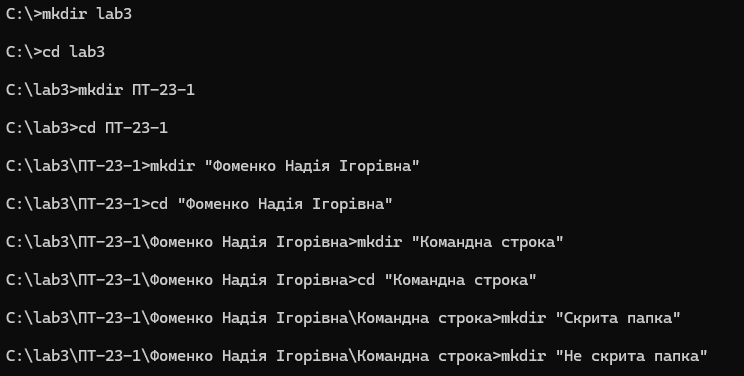 C:\>mkdir lab3
C:\>cd lab3
C:\lab3>mkdir ПТ-23-1
C:\lab3>cd ПТ-23-1
C:\lab3\ПТ-23-1>mkdir "Фоменко Надія Ігорівна"
C:\lab3\ПТ-23-1>cd "Фоменко Надія Ігорівна"
C:\lab3\ПТ-23-1\Фоменко Надія Ігорівна>mkdir "Командна строка"
C:\lab3\ПТ-23-1\Фоменко Надія Ігорівна>cd "Командна строка"
C:\lab3\ПТ-23-1\Фоменко Надія Ігорівна\Командна строка>mkdir "Скрита папка"
C:\lab3\ПТ-23-1\Фоменко Надія Ігорівна\Командна строка>mkdir "Не скрита папка"